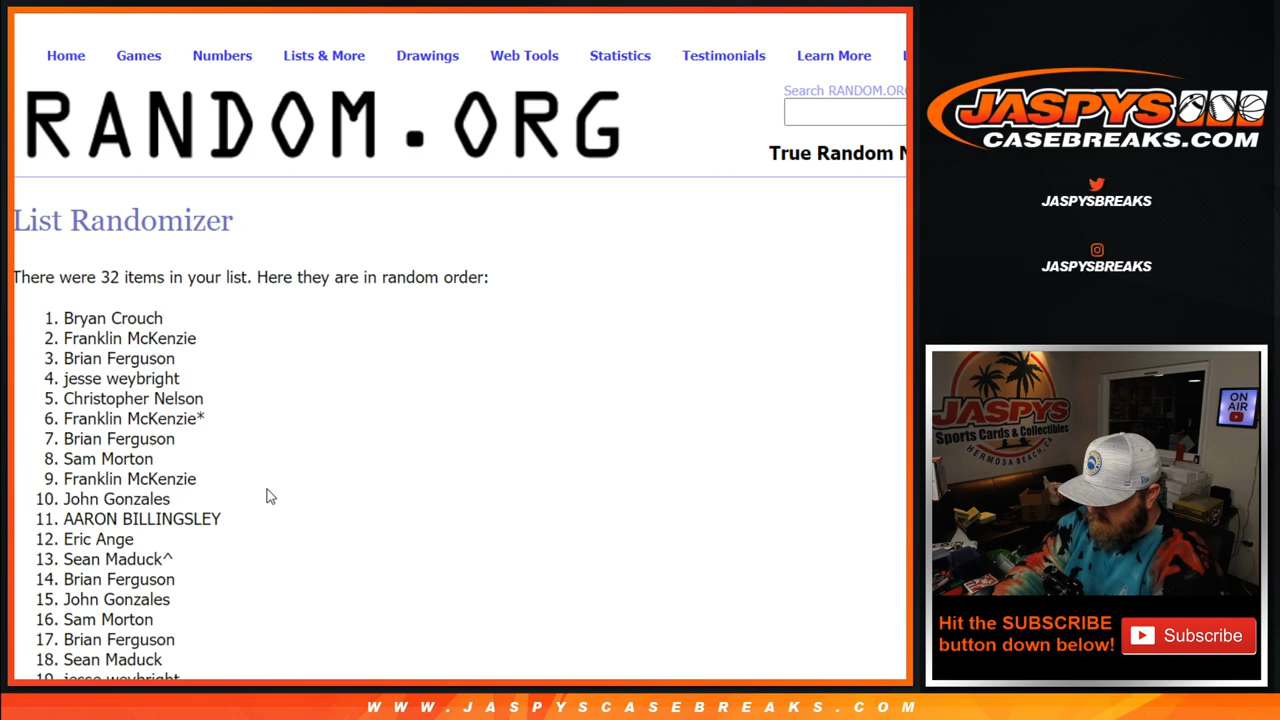 Home Games Numbers Lists & More Drawings Web Tools Statistics Testimonials Learn More
Search RANDOM.ORG
RANDOM.ORG
True Random N
List Randomizer
There were 32 items in your list. Here they are in random order:
1. Bryan Crouch
2. Franklin McKenzie
3. Brian Ferguson
4. jesse weybright
5. Christopher Nelson
6. Franklin McKenzie*
7. Brian Ferguson
8. Sam Morton
9. Franklin McKenzie
10. John Gonzales
11. AARON BILLINGSLEY
12. Eric Ange
13. Sean Maduck^
14. Brian Ferguson
15. John Gonzales
16. Sam Morton
17. Brian Ferguson
18. Sean Maduck
19. jesse weybright
JASPYS
CASEBREAKS.COM
JASPYSBREAKS
JASPYSBREAKS
JASPYS
Sports Cards & Collectibles
HERMOSA BEACH, CA
ON
AIR
Hit the SUBSCRIBE
button down below!
Subscribe
WWW.JASPYSCASEBREAKS.COM